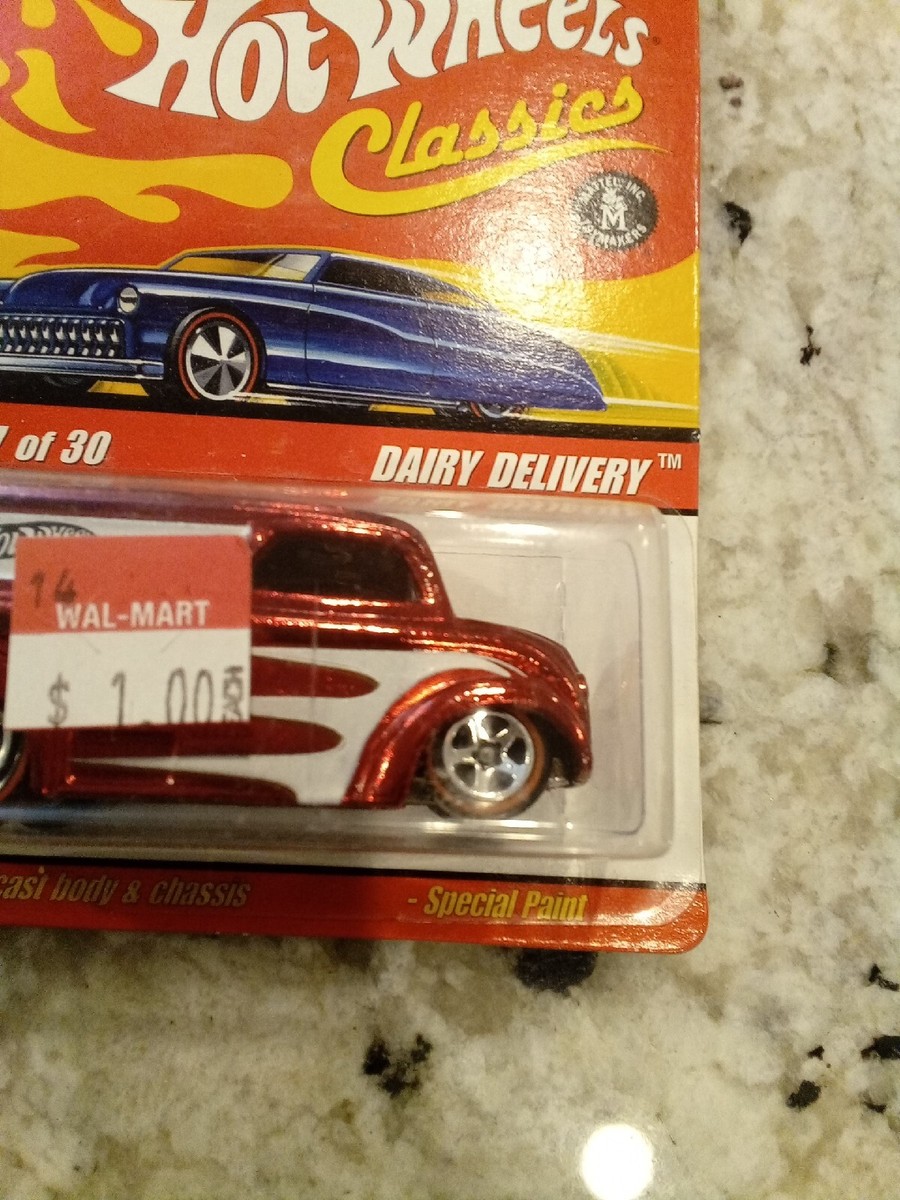 Hot Wheels
Classics
MATTEL, INC.
M
TOYMAKERS
of 30
DAIRY DELIVERY™
14
WAL-MART
$ 1.00 EACH
body & chassis
- Special Paint